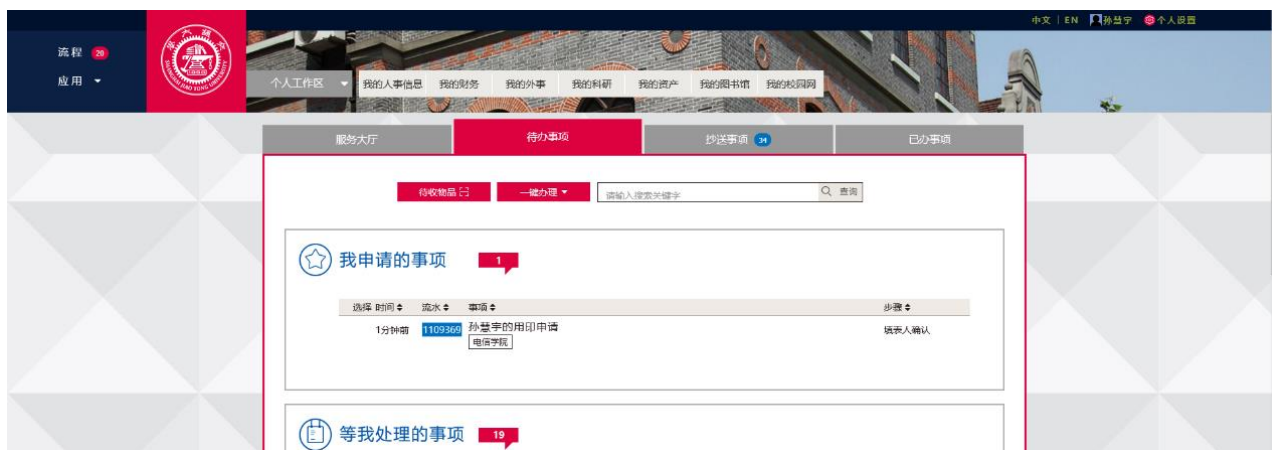 中文 | EN 孙慧宇 个人设置
流程 20
应用
SHANGHAI JIAO TONG UNIVERSITY
个人工作区 我的人事信息 我的财务 我的外事 我的科研 我的资产 我的图书馆 我的校园网
服务大厅 待办事项 抄送事项 34 已办事项
待收物品 一键办理 请输入搜索关键字 查询
我申请的事项 1
选择 时间 流水 事项 步骤
1分钟前 1109369 孙慧宇的用印申请 填表人确认
电信学院
等我处理的事项 19